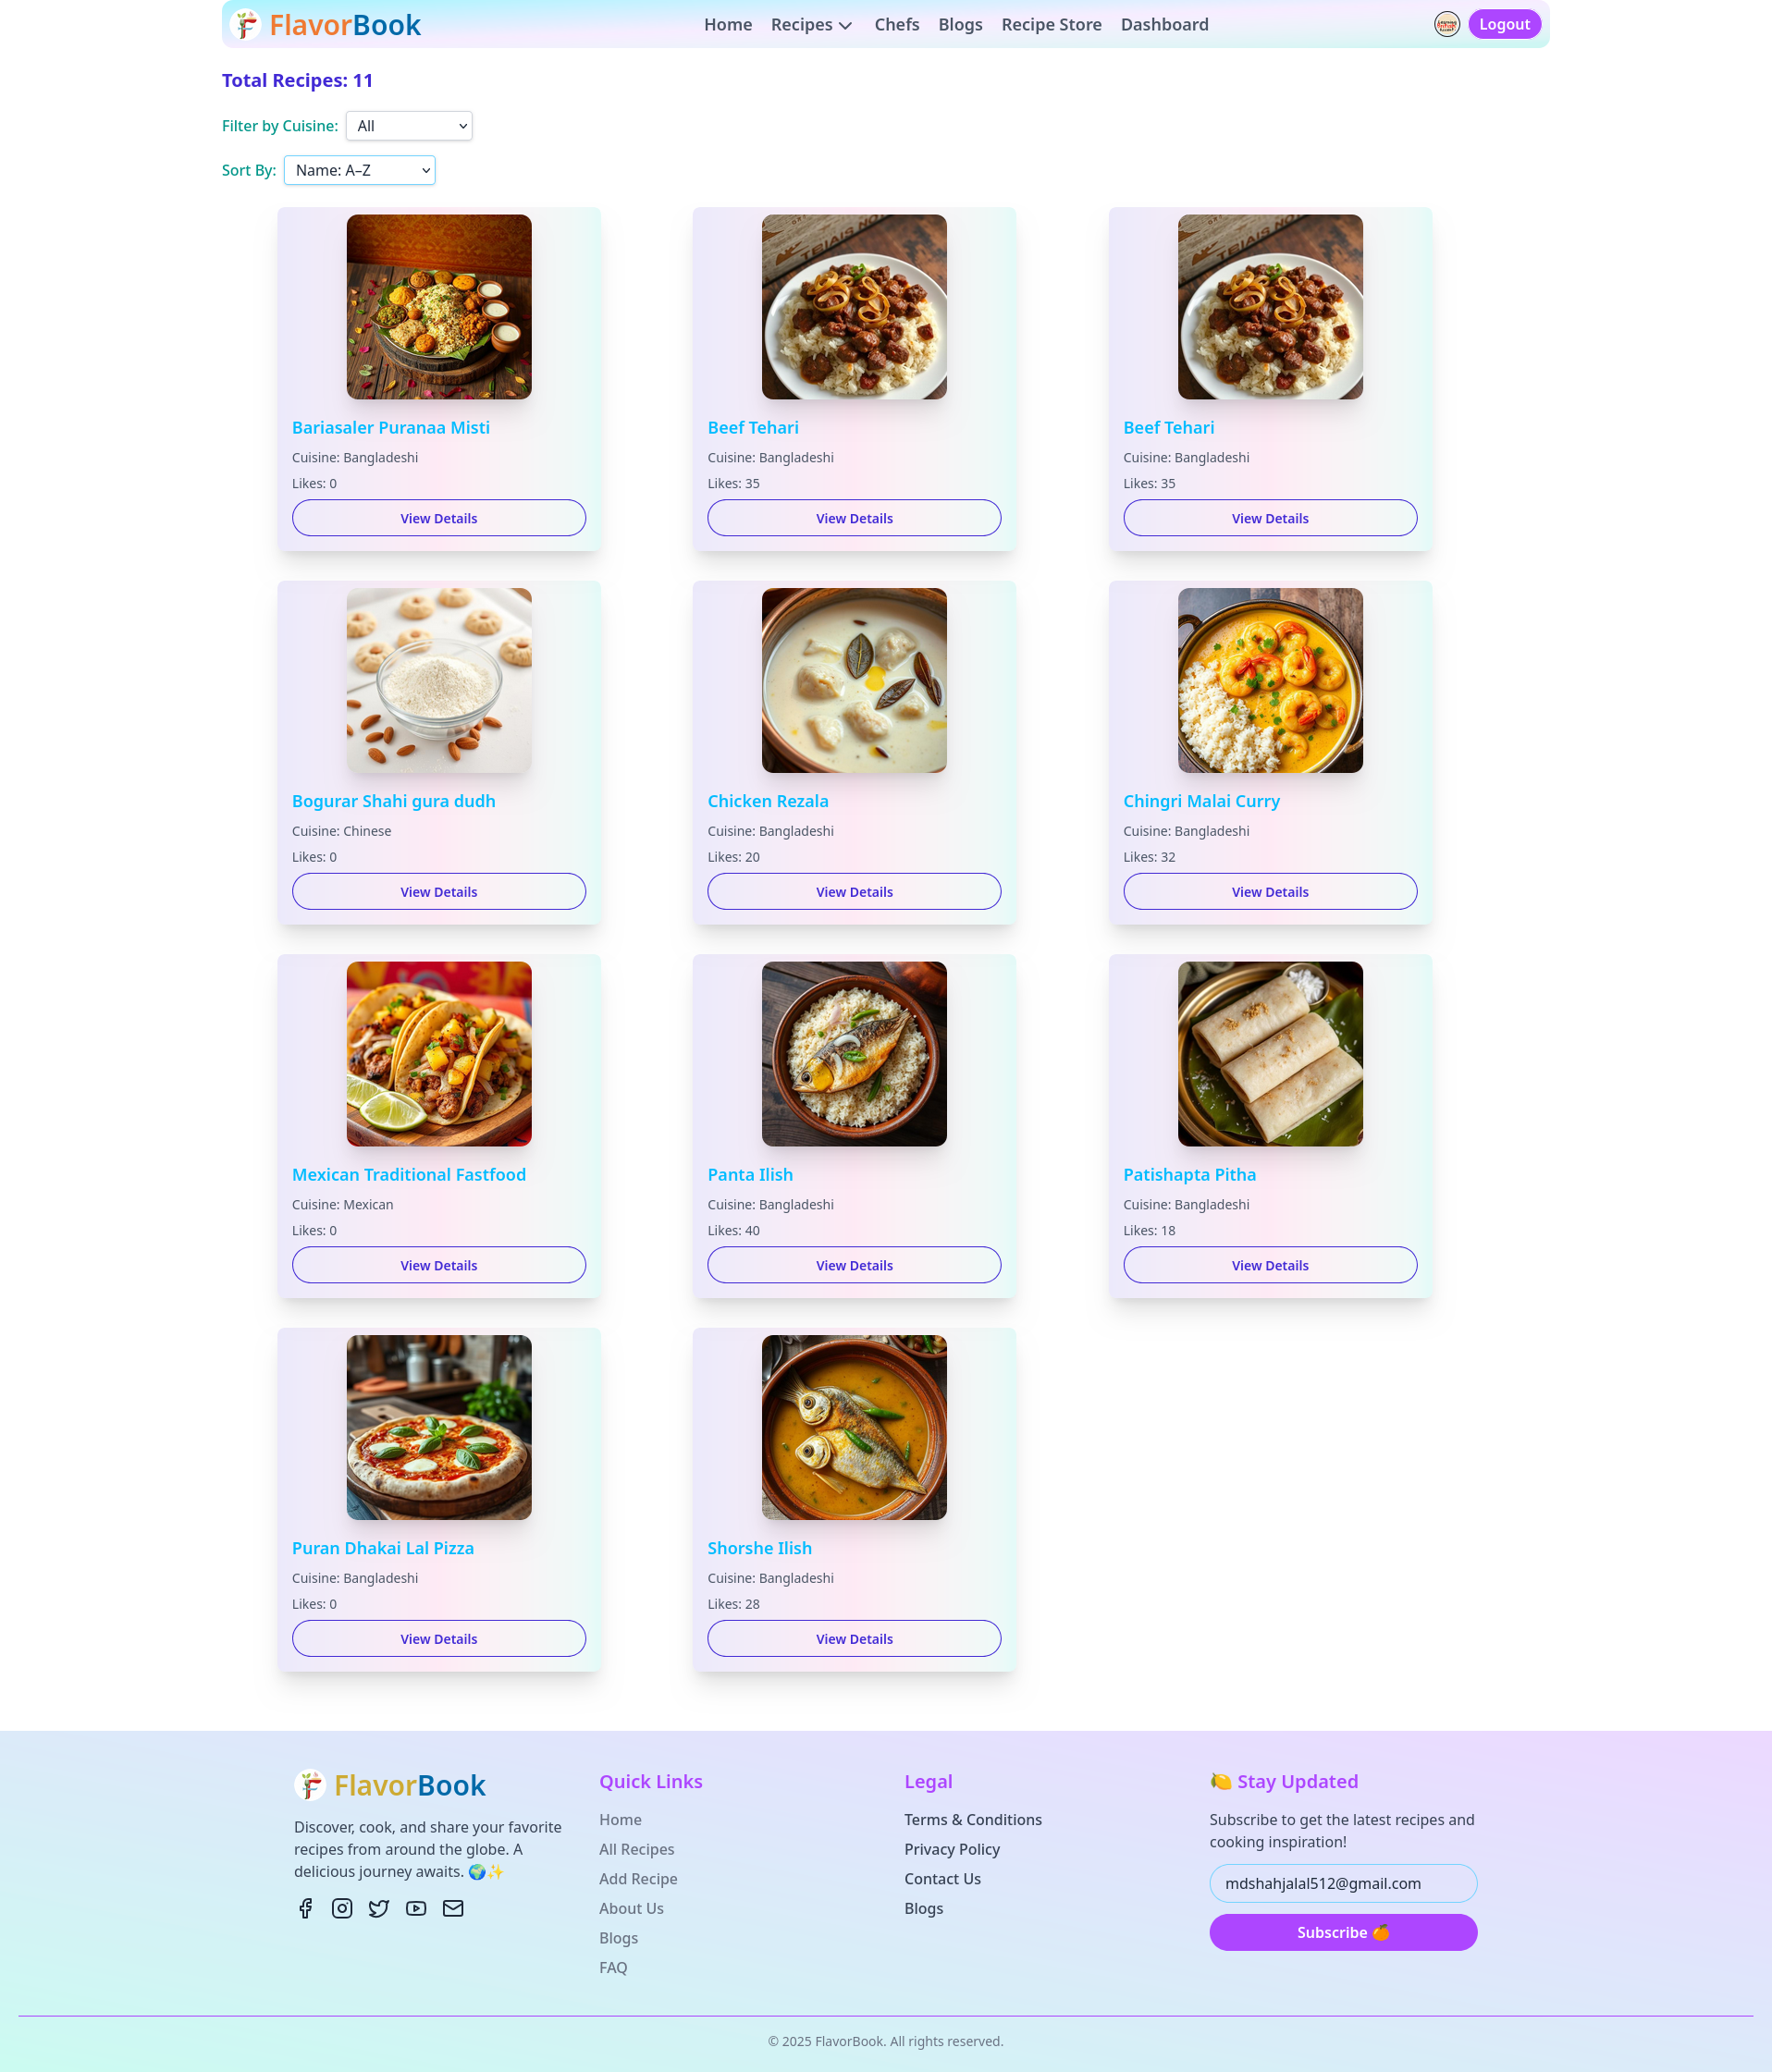 FlavorBook
Home Recipes Chefs Blogs Recipe Store Dashboard
Logout
Total Recipes: 11
Filter by Cuisine: All
Sort By: Name: A–Z
Bariasaler Puranaa Misti
Cuisine: Bangladeshi
Likes: 0
View Details
Beef Tehari
Cuisine: Bangladeshi
Likes: 35
View Details
Beef Tehari
Cuisine: Bangladeshi
Likes: 35
View Details
Bogurar Shahi gura dudh
Cuisine: Chinese
Likes: 0
View Details
Chicken Rezala
Cuisine: Bangladeshi
Likes: 20
View Details
Chingri Malai Curry
Cuisine: Bangladeshi
Likes: 32
View Details
Mexican Traditional Fastfood
Cuisine: Mexican
Likes: 0
View Details
Panta Ilish
Cuisine: Bangladeshi
Likes: 40
View Details
Patishapta Pitha
Cuisine: Bangladeshi
Likes: 18
View Details
Puran Dhakai Lal Pizza
Cuisine: Bangladeshi
Likes: 0
View Details
Shorshe Ilish
Cuisine: Bangladeshi
Likes: 28
View Details
FlavorBook
Discover, cook, and share your favorite
recipes from around the globe. A
delicious journey awaits. 🌍✨
Quick Links
Home
All Recipes
Add Recipe
About Us
Blogs
FAQ
Legal
Terms & Conditions
Privacy Policy
Contact Us
Blogs
🍋 Stay Updated
Subscribe to get the latest recipes and
cooking inspiration!
mdshahjalal512@gmail.com
Subscribe 🍊
© 2025 FlavorBook. All rights reserved.